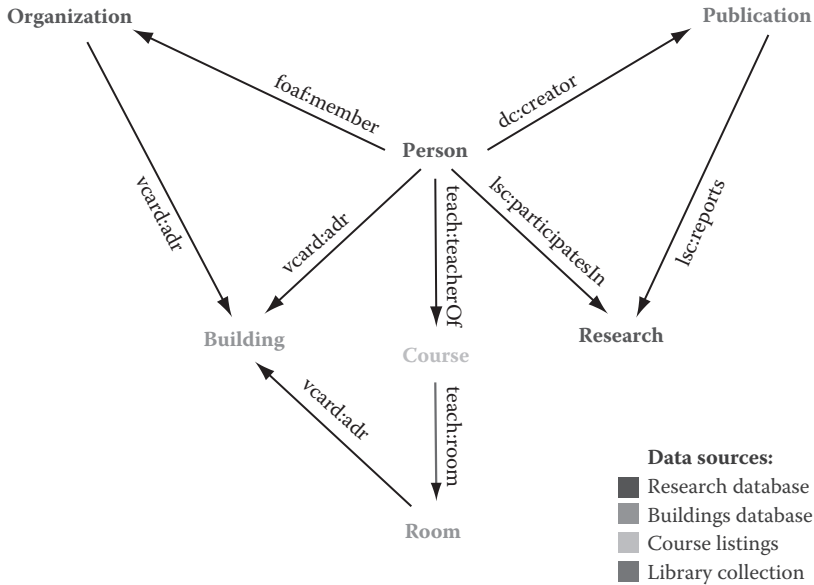 Organization
Publication
foaf:member
dc:creator
Person
vcard:adr
vcard:adr
teach:teacherOf
lsc:participatesIn
lsc:reports
Building
Course
Research
vcard:adr
teach:room
Room
Data sources:
Research database
Buildings database
Course listings
Library collection